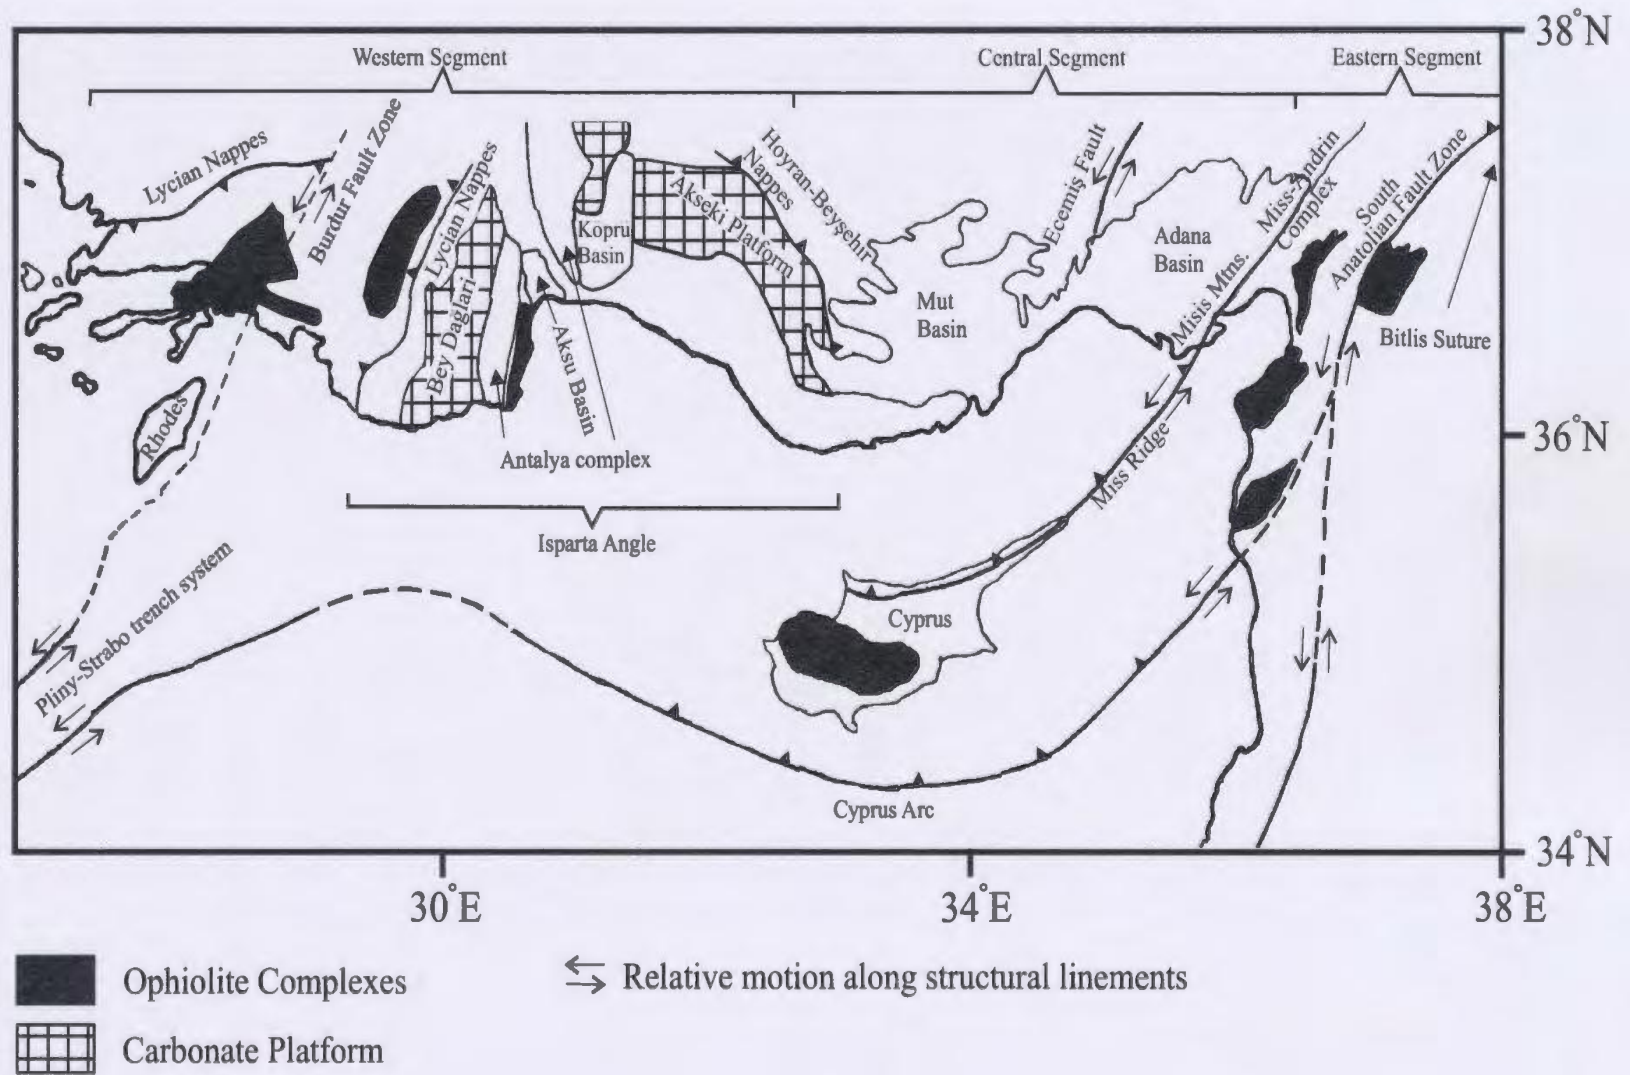 38°N
Western Segment
Central Segment
Eastern Segment
Lycian Nappes
Burdur Fault Zone
Lycian Nappes
Bey Daglari
Kopru
Basin
Akseki Platform
Hoyran-Beyşehir
Nappes
Ecemiş Fault
Adana
Basin
Miss-Andrin
Complex
South
Anatolian Fault Zone
Misis Mtns.
Mut
Basin
Bitlis Suture
Aksu Basin
Rhodes
Antalya complex
36°N
Miss Ridge
Isparta Angle
Pliny-Strabo trench system
Cyprus
Cyprus Arc
34°N
30°E
34°E
38°E
Ophiolite Complexes
Relative motion along structural linements
Carbonate Platform